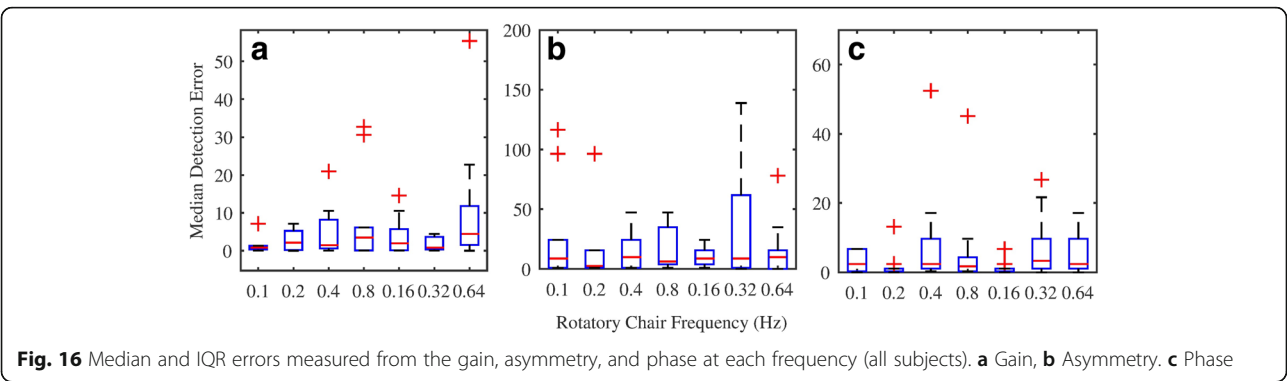 a
b
c
Median Detection Error
50
40
30
20
10
0
200
150
100
50
0
60
40
20
0
0.1 0.2 0.4 0.8 0.16 0.32 0.64
0.1 0.2 0.4 0.8 0.16 0.32 0.64
0.1 0.2 0.4 0.8 0.16 0.32 0.64
Rotatory Chair Frequency (Hz)
Fig. 16 Median and IQR errors measured from the gain, asymmetry, and phase at each frequency (all subjects). a Gain, b Asymmetry. c Phase